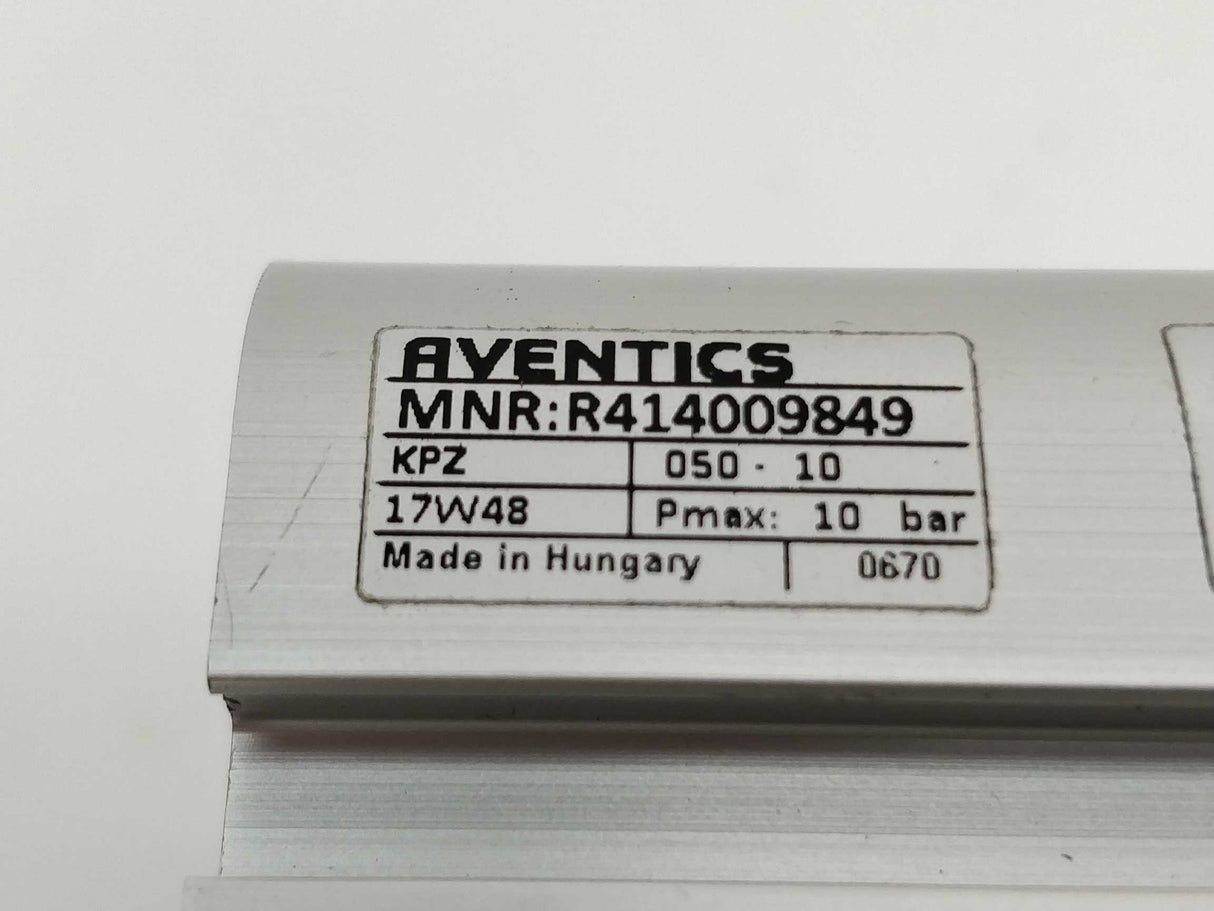 AVENTICS
MNR:R414009849
KPZ 050 - 10
17W48 Pmax: 10 bar
Made in Hungary 0670